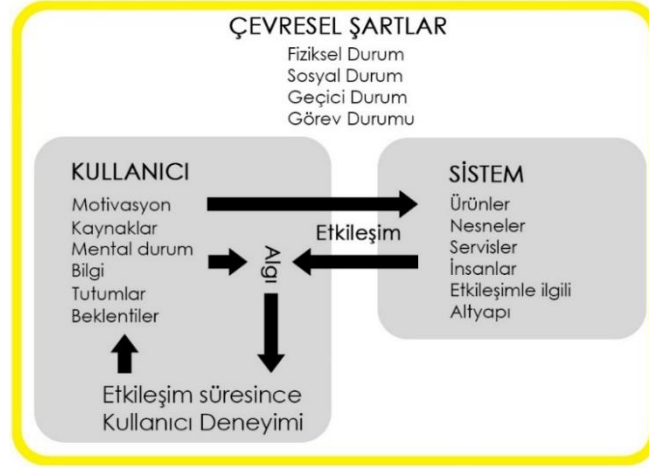 ÇEVRESEL ŞARTLAR
Fiziksel Durum
Sosyal Durum
Geçici Durum
Görev Durumu
KULLANICI
Motivasyon
Kaynaklar
Mental durum
Bilgi
Tutumlar
Beklentiler
Algı
Etkileşim süresince
Kullanıcı Deneyimi
Etkileşim
SİSTEM
Ürünler
Nesneler
Servisler
İnsanlar
Etkileşimle ilgili
Altyapı